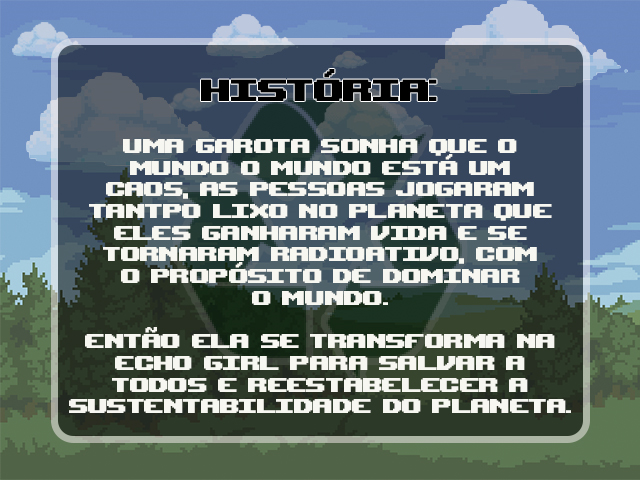 HISTÓRIA:
UMA GAROTA SONHA QUE O
MUNDO O MUNDO ESTÁ UM
CAOS, AS PESSOAS JOGARAM
TANTPO LIXO NO PLANETA QUE
ELES GANHARAM VIDA E SE
TORNARAM RADIOATIVO, COM
O PROPÓSITO DE DOMINAR
O MUNDO.
ENTÃO ELA SE TRANSFORMA NA
ECHO GIRL PARA SALVAR A
TODOS E REESTABELECER A
SUSTENTABILIDADE DO PLANETA.